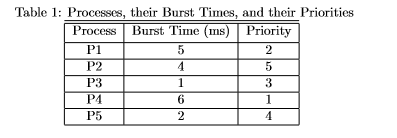 Table 1: Processes, their Burst Times, and their Priorities
Process Burst Time (ms) Priority
P1 5 2
P2 4 5
P3 1 3
P4 6 1
P5 2 4